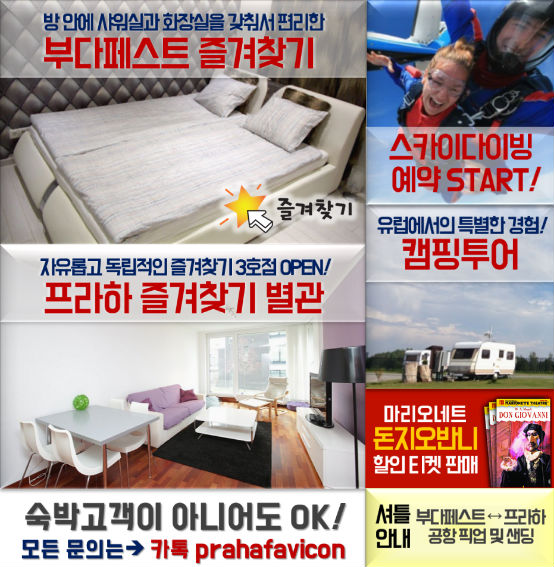 방 안에 샤워실과 화장실을 갖춰서 편리한
부다페스트 즐겨찾기
즐겨찾기
자유롭고 독립적인 즐겨찾기 3호점 OPEN!
프라하 즐겨찾기 별관
숙박고객이 아니어도 OK!
모든 문의는→ 카톡 prahafavicon
스카이다이빙
예약 START!
유럽에서의 특별한 경험!
캠핑투어
마리오네트
돈지오반니
할인 티켓 판매
MARIONETTE THEATRE
DON GIOVANNI
셔틀 안내
부다페스트↔프라하
공항 픽업 및 샌딩